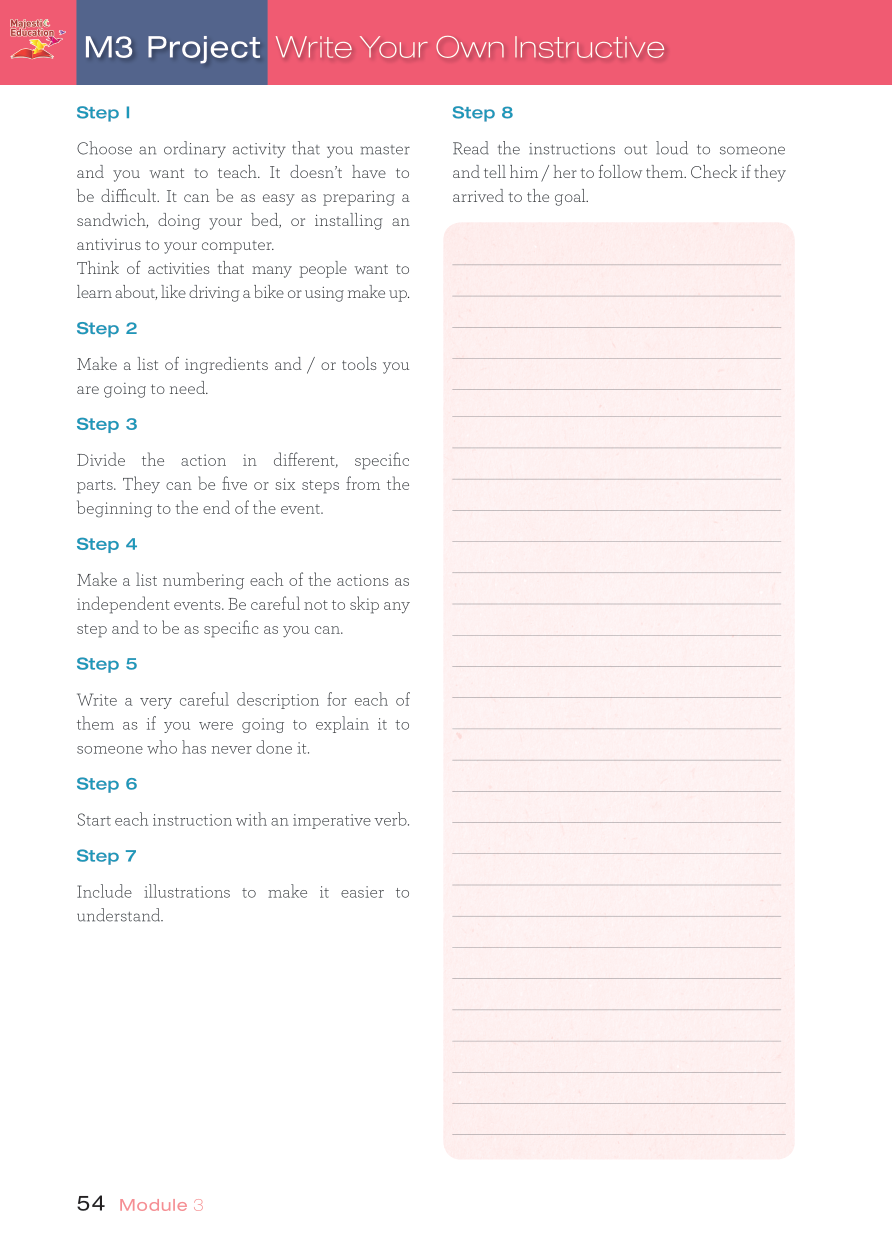 Majestic
Education
M3 Project Write Your Own Instructive
Step 1
Choose an ordinary activity that you master
and you want to teach. It doesn’t have to
be difficult. It can be as easy as preparing a
sandwich, doing your bed, or installing an
antivirus to your computer.
Think of activities that many people want to
learn about, like driving a bike or using make up.
Step 2
Make a list of ingredients and / or tools you
are going to need.
Step 3
Divide the action in different, specific
parts. They can be five or six steps from the
beginning to the end of the event.
Step 4
Make a list numbering each of the actions as
independent events. Be careful not to skip any
step and to be as specific as you can.
Step 5
Write a very careful description for each of
them as if you were going to explain it to
someone who has never done it.
Step 6
Start each instruction with an imperative verb.
Step 7
Include illustrations to make it easier to
understand.
Step 8
Read the instructions out loud to someone
and tell him / her to follow them. Check if they
arrived to the goal.
54 Module 3